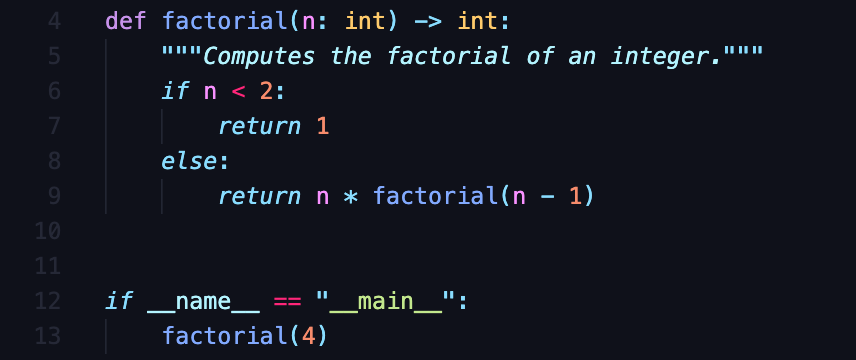 4 def factorial(n: int) -> int:
5     """Computes the factorial of an integer."""
6     if n < 2:
7         return 1
8     else:
9         return n * factorial(n - 1)
10
11
12 if __name__ == "__main__":
13     factorial(4)